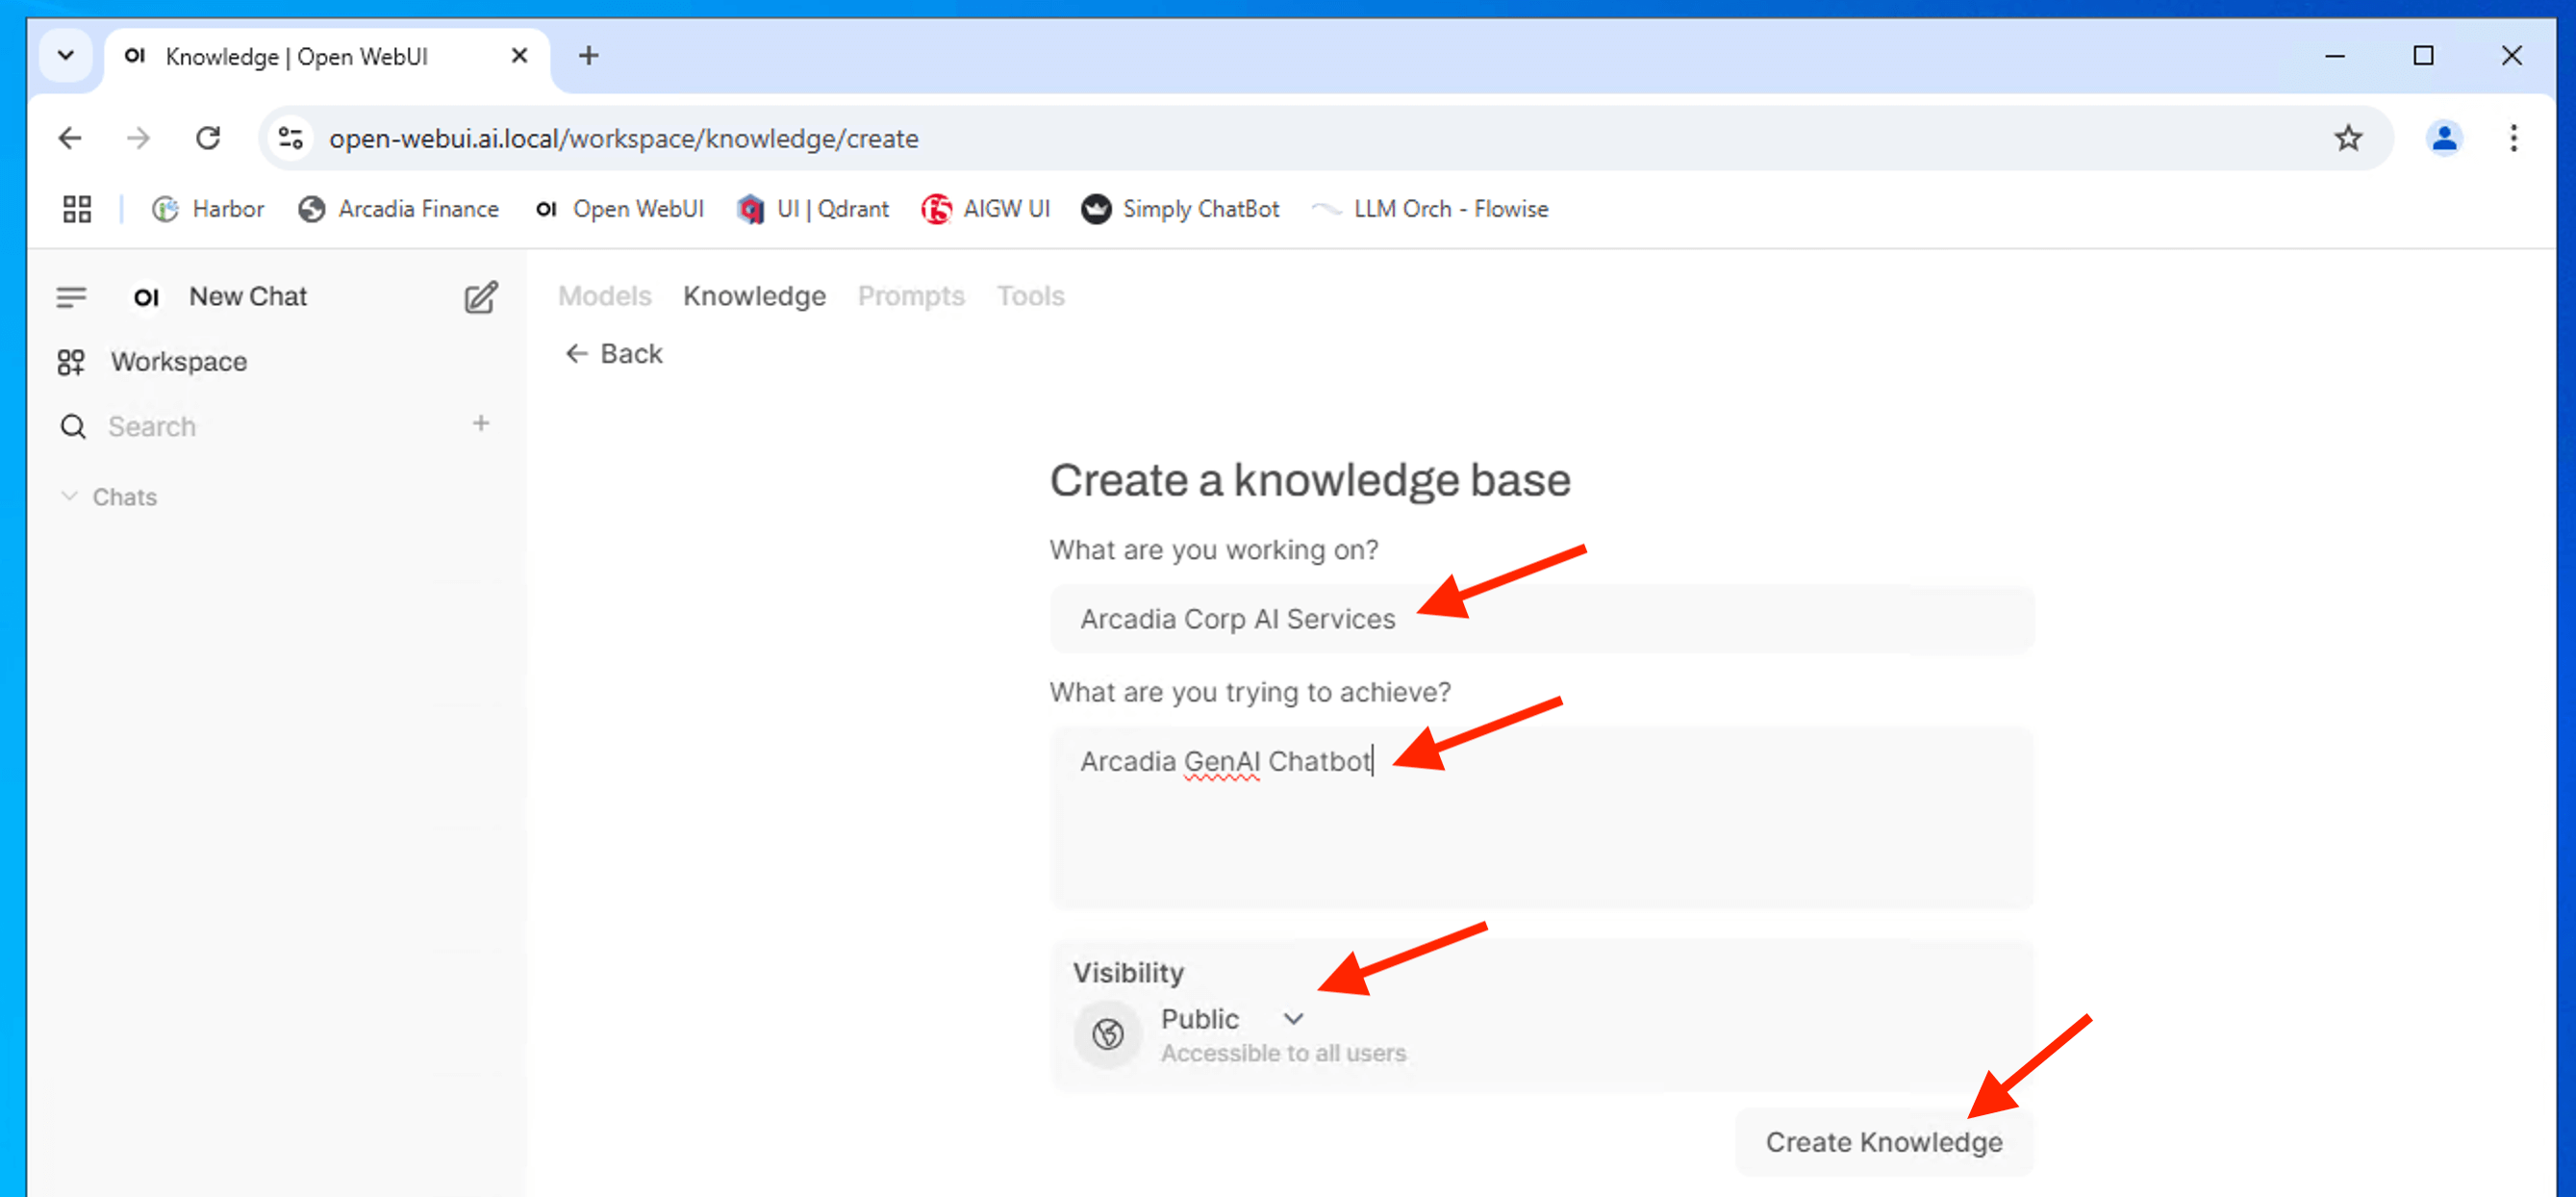 OI Knowledge | Open WebUI
open-webui.ai.local/workspace/knowledge/create
Harbor Arcadia Finance OI Open WebUI UI | Qdrant f5 AIGW UI Simply ChatBot LLM Orch - Flowise
OI New Chat
Workspace
Search
Chats
Models Knowledge Prompts Tools
Back
Create a knowledge base
What are you working on?
Arcadia Corp AI Services
What are you trying to achieve?
Arcadia GenAI Chatbot
Visibility
Public
Accessible to all users
Create Knowledge